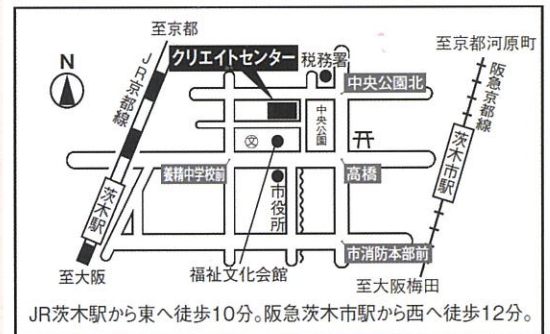 至京都
N
JR京都線
クリエイトセンター
税務署
至京都河原町
阪急京都線
中央公園北
中央公園
茨木市駅
文
養精中学校前
高橋
茨木駅
市役所
市消防本部前
至大阪
福祉文化会館
至大阪梅田
JR茨木駅から東へ徒歩10分。阪急茨木市駅から西へ徒歩12分。